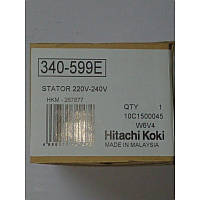 340-599E
STATOR 220V-240V
HKM - 267877
QTY 1
10C1500045
W6V4
Hitachi Koki
MADE IN MALAYSIA